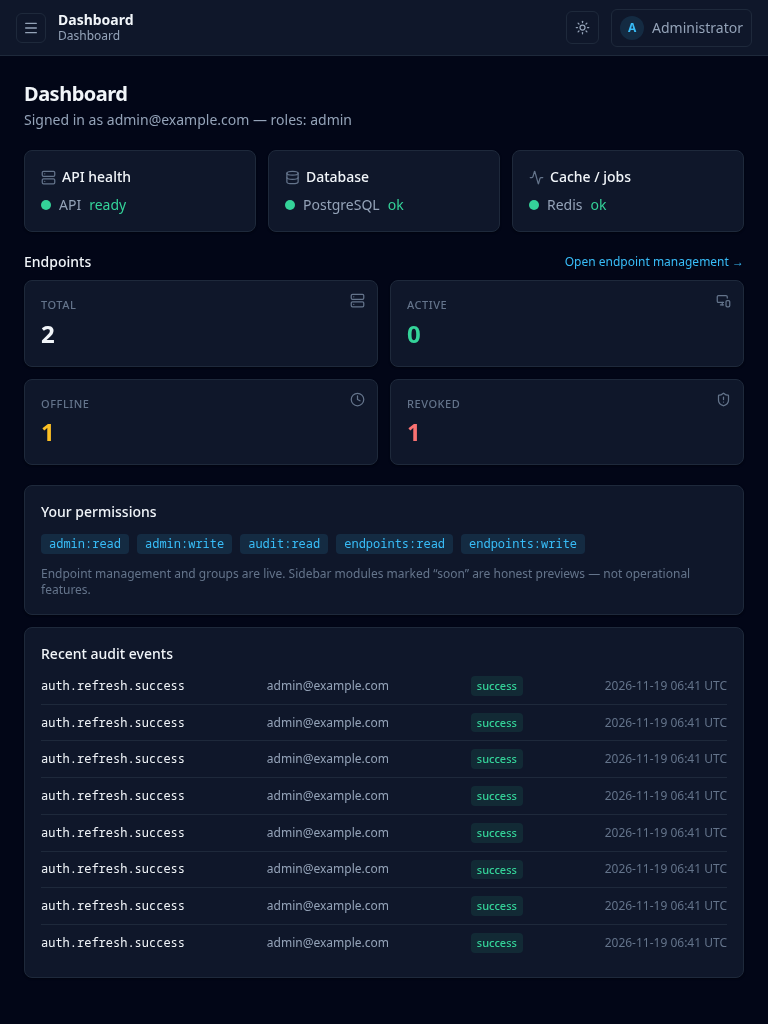 Dashboard
Dashboard
A Administrator
Dashboard
Signed in as admin@example.com — roles: admin
API health
API ready
Database
PostgreSQL ok
Cache / jobs
Redis ok
Endpoints
Open endpoint management →
TOTAL
2
ACTIVE
0
OFFLINE
1
REVOKED
1
Your permissions
admin:read admin:write audit:read endpoints:read endpoints:write
Endpoint management and groups are live. Sidebar modules marked “soon” are honest previews — not operational
features.
Recent audit events
auth.refresh.success admin@example.com success 2026-11-19 06:41 UTC
auth.refresh.success admin@example.com success 2026-11-19 06:41 UTC
auth.refresh.success admin@example.com success 2026-11-19 06:41 UTC
auth.refresh.success admin@example.com success 2026-11-19 06:41 UTC
auth.refresh.success admin@example.com success 2026-11-19 06:41 UTC
auth.refresh.success admin@example.com success 2026-11-19 06:41 UTC
auth.refresh.success admin@example.com success 2026-11-19 06:41 UTC
auth.refresh.success admin@example.com success 2026-11-19 06:41 UTC